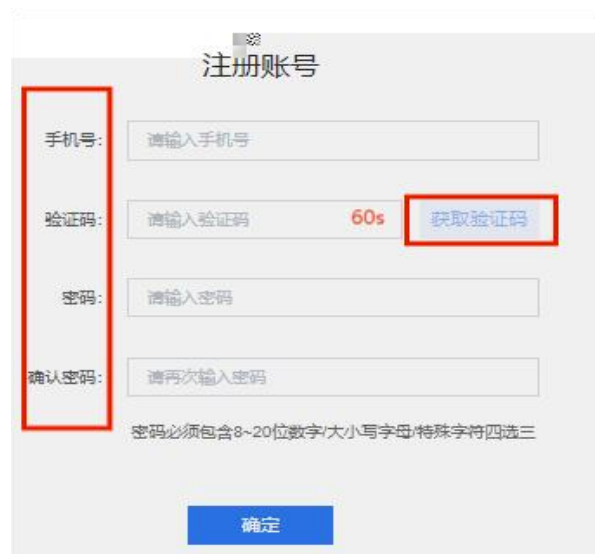 注册账号
手机号: 请输入手机号
验证码: 请输入验证码 60s 获取验证码
密码: 请输入密码
确认密码: 请再次输入密码
密码必须包含8~20位数字/大小写字母/特殊字符四选三
确定